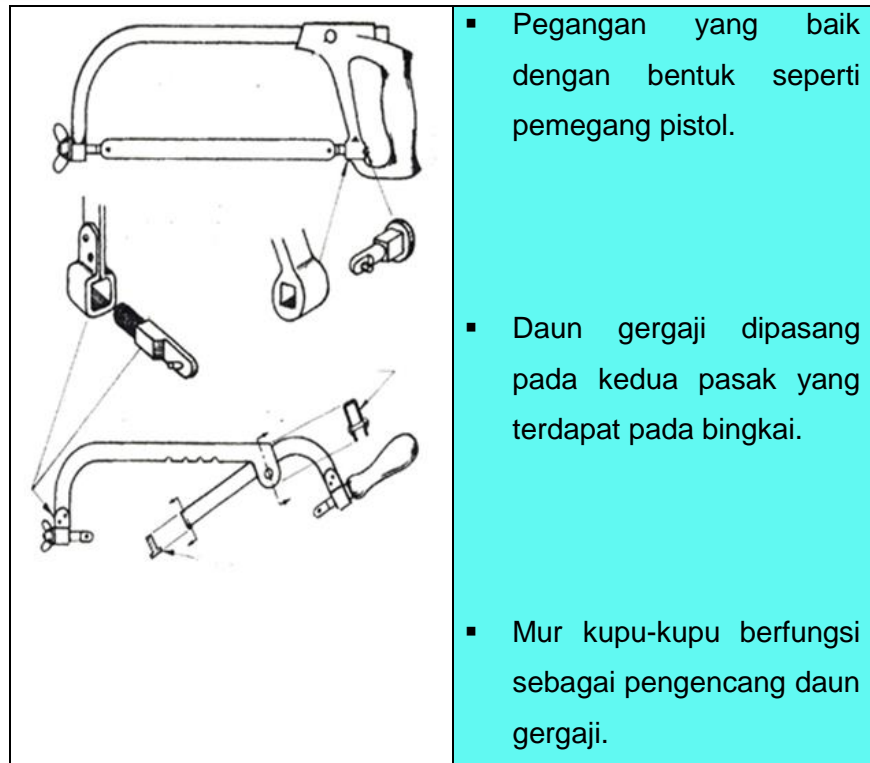 ▪ Pegangan yang baik
dengan bentuk seperti
pemegang pistol.
▪ Daun gergaji dipasang
pada kedua pasak yang
terdapat pada bingkai.
▪ Mur kupu-kupu berfungsi
sebagai pengencang daun
gergaji.